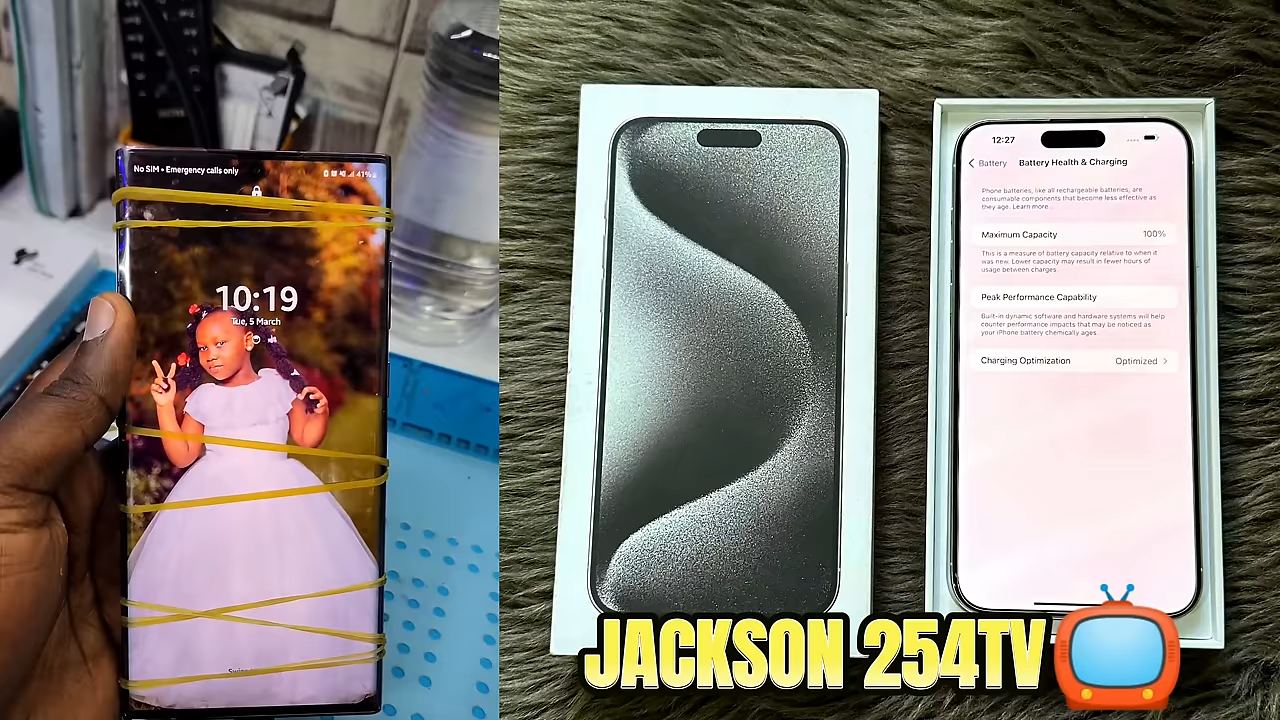 No SIM • Emergency calls only
41%
10:19
Tue, 5 March
12:27
Battery
Battery Health & Charging
Phone batteries, like all rechargeable batteries, are
consumable components that become less effective as
they age. Learn more...
Maximum Capacity 100%
This is a measure of battery capacity relative to when it
was new. Lower capacity may result in fewer hours of
usage between charges.
Peak Performance Capability
Built-in dynamic software and hardware systems will help
counter performance impacts that may be noticed as
your iPhone battery chemically ages.
Charging Optimization Optimized
JACKSON 254TV